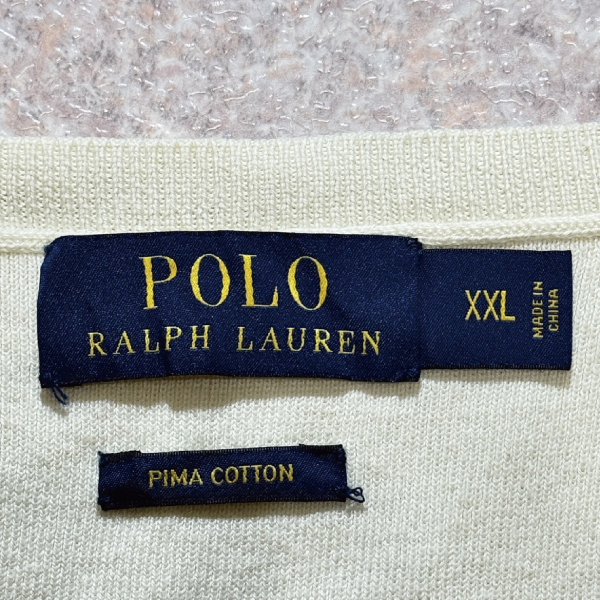 POLO
RALPH LAUREN
XXL
MADE IN
CHINA
PIMA COTTON